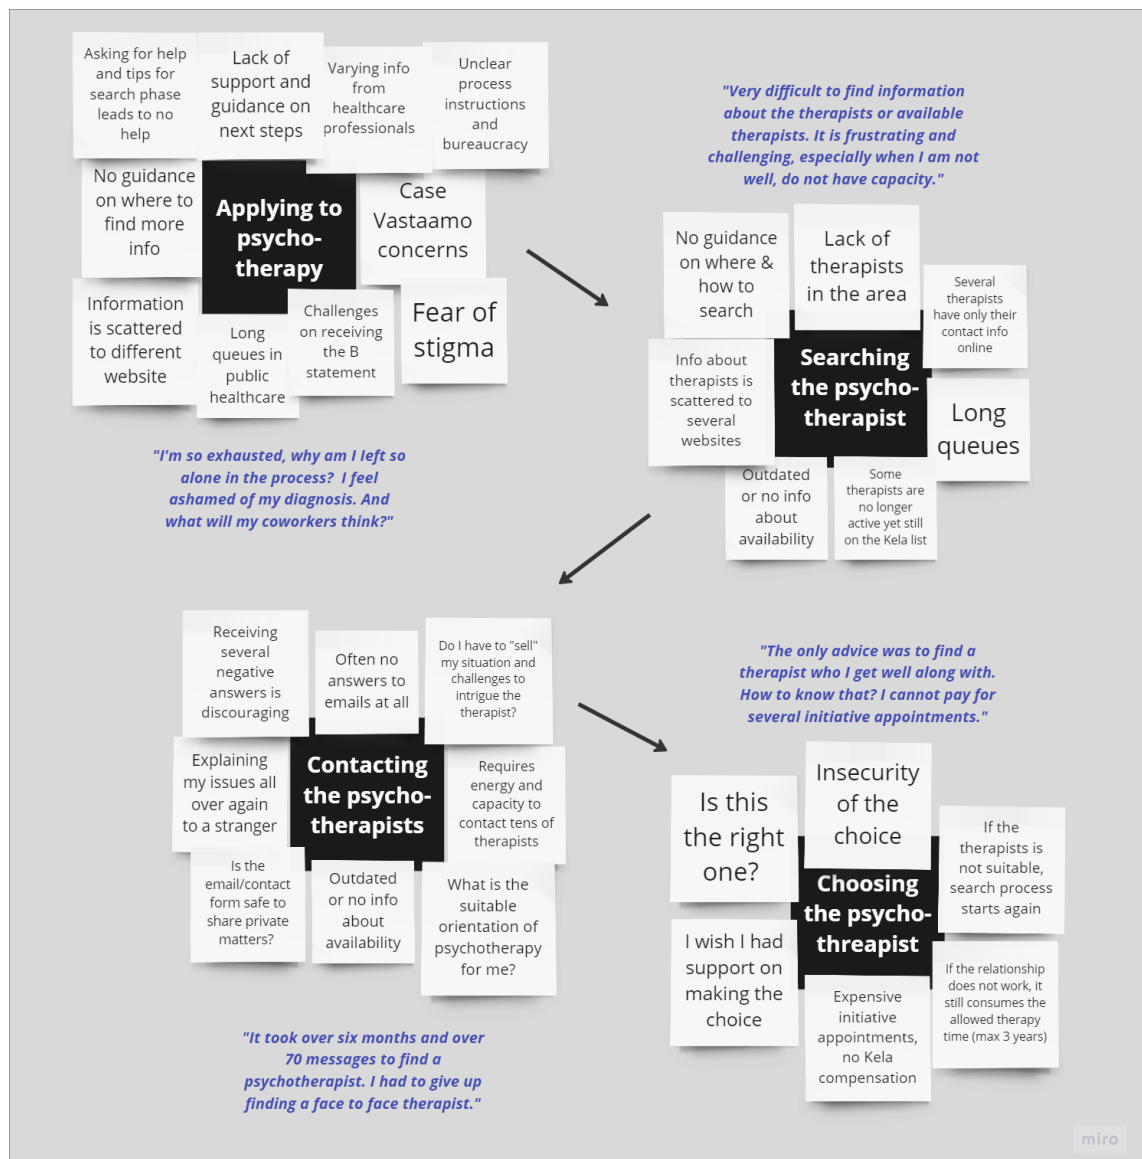 Asking for help
and tips for
search phase
leads to no
help
Lack of
support and
guidance on
next steps
Varying info
from
healthcare
professionals
Unclear
process
instructions
and
bureaucracy
No guidance
on where to
find more
info
Applying to
psycho-
therapy
Case
Vastaamo
concerns
Information
is scattered
to different
website
Long
queues in
public
healthcare
Challenges
on receiving
the B
statement
Fear of
stigma
"I'm so exhausted, why am I left so
alone in the process?  I feel
ashamed of my diagnosis. And
what will my coworkers think?"
"Very difficult to find information
about the therapists or available
therapists. It is frustrating and
challenging, especially when I am not
well, do not have capacity."
No guidance
on where &
how to
search
Lack of
therapists
in the area
Several
therapists
have only their
contact info
online
Info about
therapists is
scattered to
several
websites
Searching
the psycho-
therapist
Long
queues
Outdated
or no info
about
availability
Some
therapists are
no longer
active yet still
on the Kela list
Receiving
several
negative
answers is
discouraging
Often no
answers to
emails at all
Do I have to "sell"
my situation and
challenges to
intrigue the
therapist?
Explaining
my issues all
over again
to a stranger
Contacting
the psycho-
therapists
Requires
energy and
capacity to
contact tens of
therapists
Is the
email/contact
form safe to
share private
matters?
Outdated
or no info
about
availability
What is the
suitable
orientation of
psychotherapy
for me?
"It took over six months and over
70 messages to find a
psychotherapist. I had to give up
finding a face to face therapist."
"The only advice was to find a
therapist who I get well along with.
How to know that? I cannot pay for
several initiative appointments."
Is this
the right
one?
Insecurity
of the
choice
If the
therapists is
not suitable,
search process
starts again
Choosing
the psycho-
threapist
I wish I had
support on
making the
choice
Expensive
initiative
appointments,
no Kela
compensation
If the relationship
does not work, it
still consumes the
allowed therapy
time (max 3 years)
miro